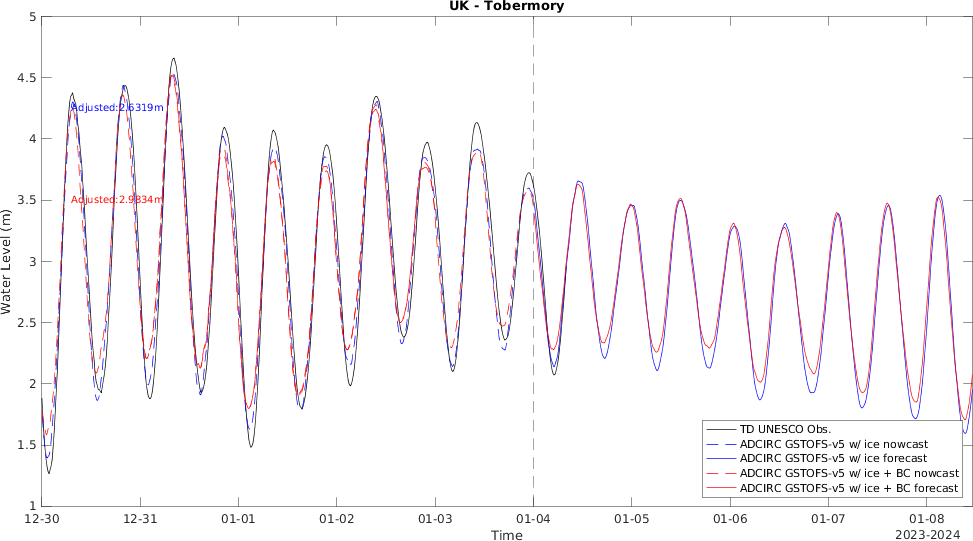 UK - Tobermory
5
4.5
4
3.5
3
2.5
2
1.5
1
Water Level (m)
Adjusted:2.6319m
Adjusted:2.9834m
TD UNESCO Obs.
ADCIRC GSTOFS-v5 w/ ice nowcast
ADCIRC GSTOFS-v5 w/ ice forecast
ADCIRC GSTOFS-v5 w/ ice + BC nowcast
ADCIRC GSTOFS-v5 w/ ice + BC forecast
12-30 12-31 01-01 01-02 01-03 01-04 01-05 01-06 01-07 01-08
Time
2023-2024